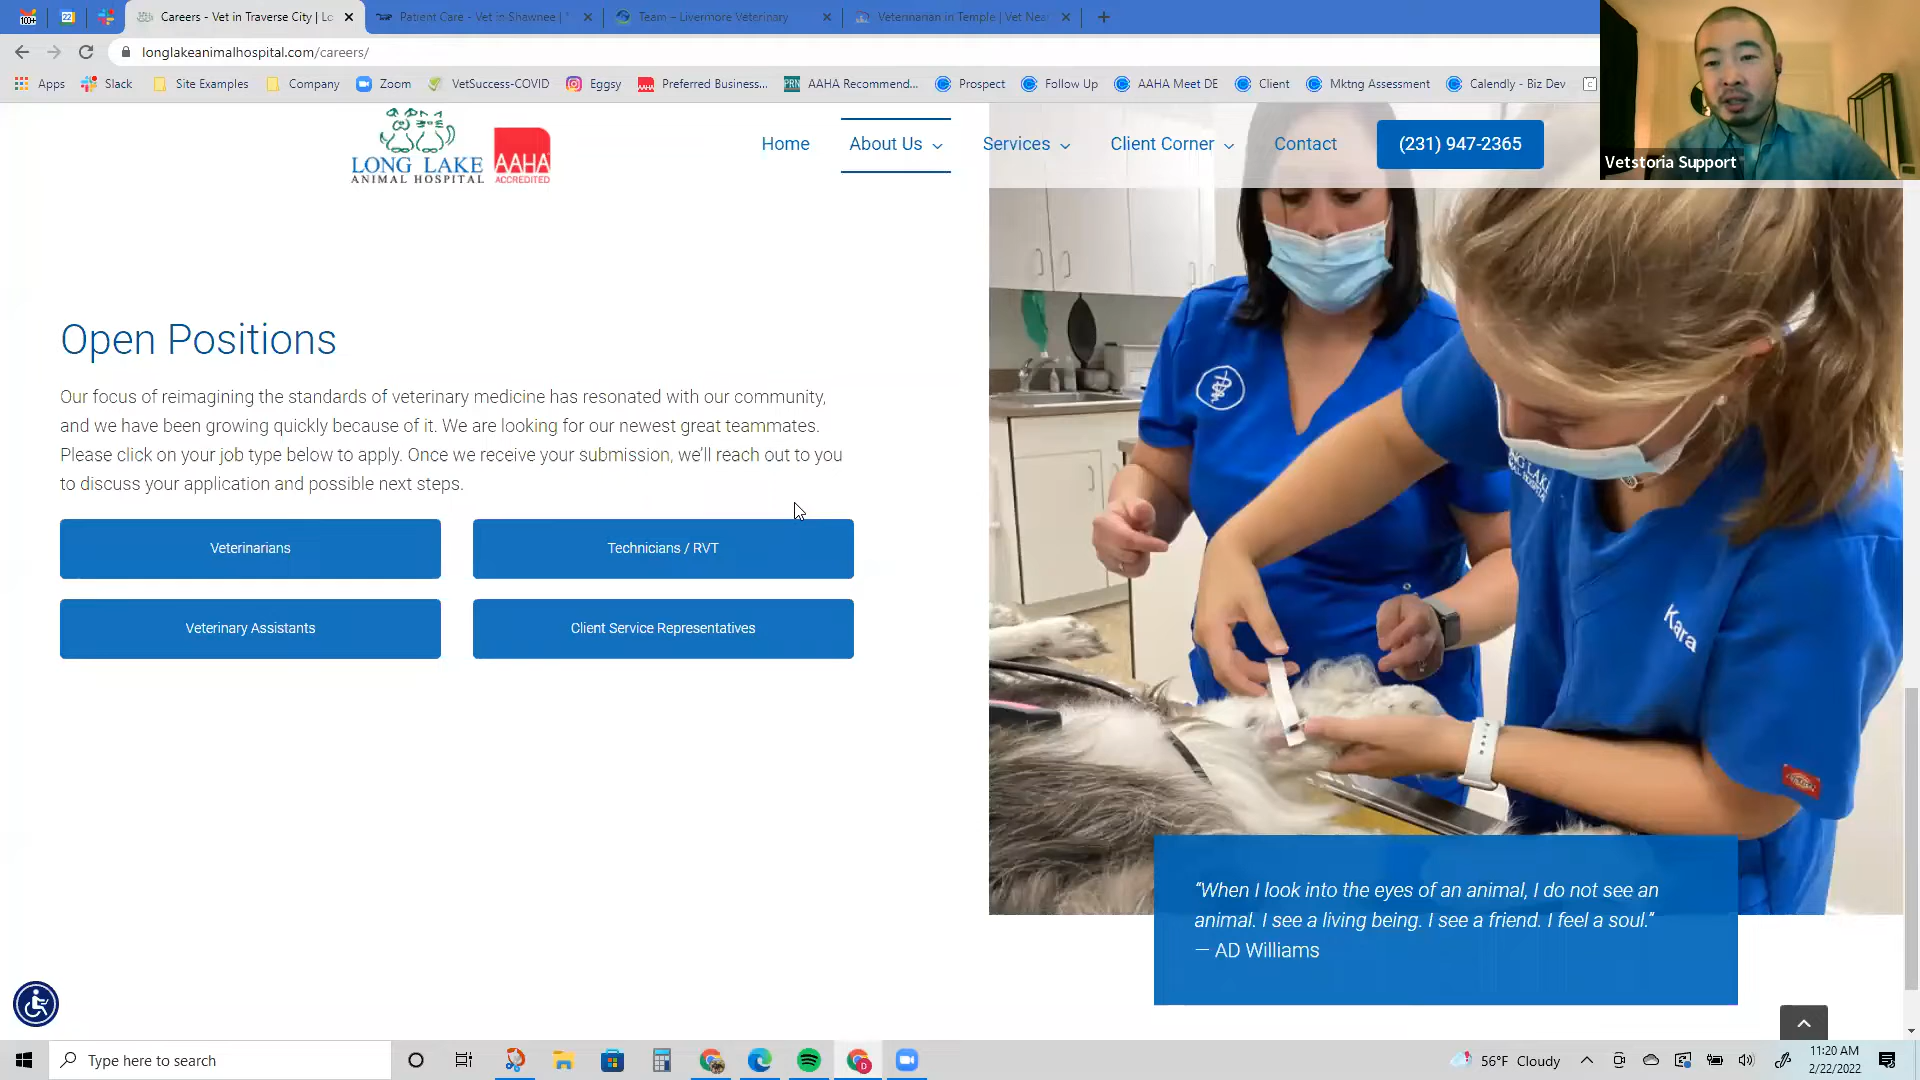 100+
22
Careers - Vet in Traverse City | Lo
Patient Care - Vet in Shawnee |
Team – Livermore Veterinary
Veterinarian in Temple | Vet Nea
longlakeanimalhospital.com/careers/
Apps
Slack
Site Examples
Company
Zoom
VetSuccess-COVID
Eggsy
Preferred Business...
AAHA Recommend...
Prospect
Follow Up
AAHA Meet DE
Client
Mktng Assessment
Calendly - Biz Dev
Vetstoria Support
LONG LAKE
ANIMAL HOSPITAL
AAHA
ACCREDITED
Home
About Us
Services
Client Corner
Contact
(231) 947-2365
Open Positions
Our focus of reimagining the standards of veterinary medicine has resonated with our community,
and we have been growing quickly because of it. We are looking for our newest great teammates.
Please click on your job type below to apply. Once we receive your submission, we'll reach out to you
to discuss your application and possible next steps.
Veterinarians
Technicians / RVT
Veterinary Assistants
Client Service Representatives
LONG LAKE
Kara
Dickies
“When I look into the eyes of an animal, I do not see an
animal. I see a living being. I see a friend. I feel a soul.”
— AD Williams
Type here to search
56°F Cloudy
11:20 AM
2/22/2022